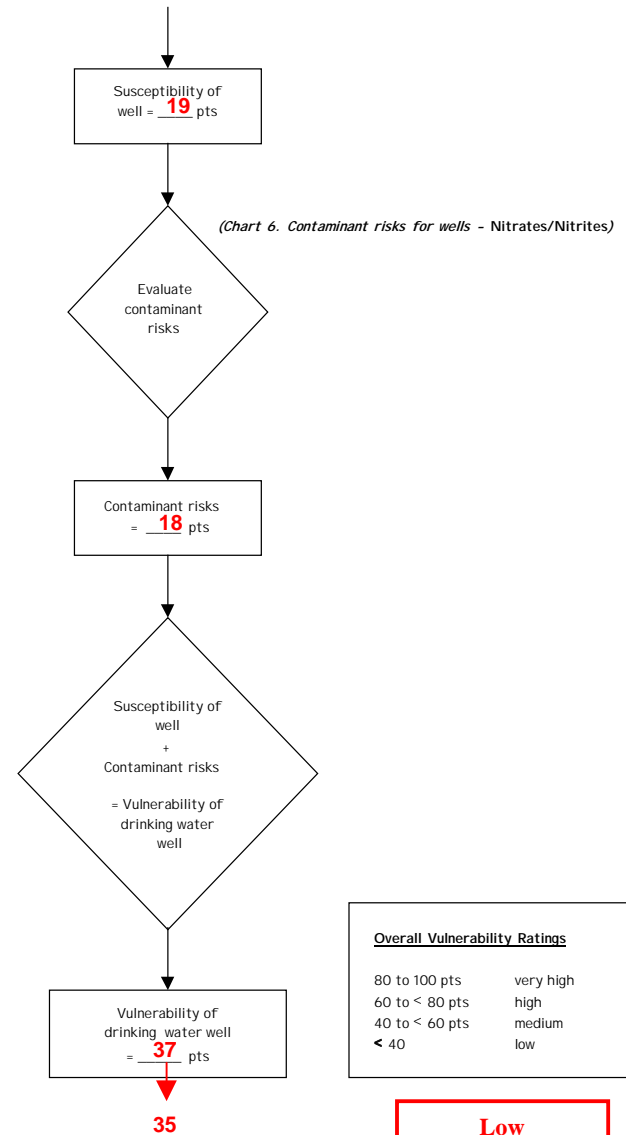 Susceptibility of
well = 19 pts
(Chart 6. Contaminant risks for wells - Nitrates/Nitrites)
Evaluate
contaminant
risks
Contaminant risks
= 18 pts
Susceptibility of
well
+
Contaminant risks
= Vulnerability of
drinking water
well
Vulnerability of
drinking water well
= 37 pts
35
Overall Vulnerability Ratings
80 to 100 pts very high
60 to < 80 pts high
40 to < 60 pts medium
< 40 low
Low